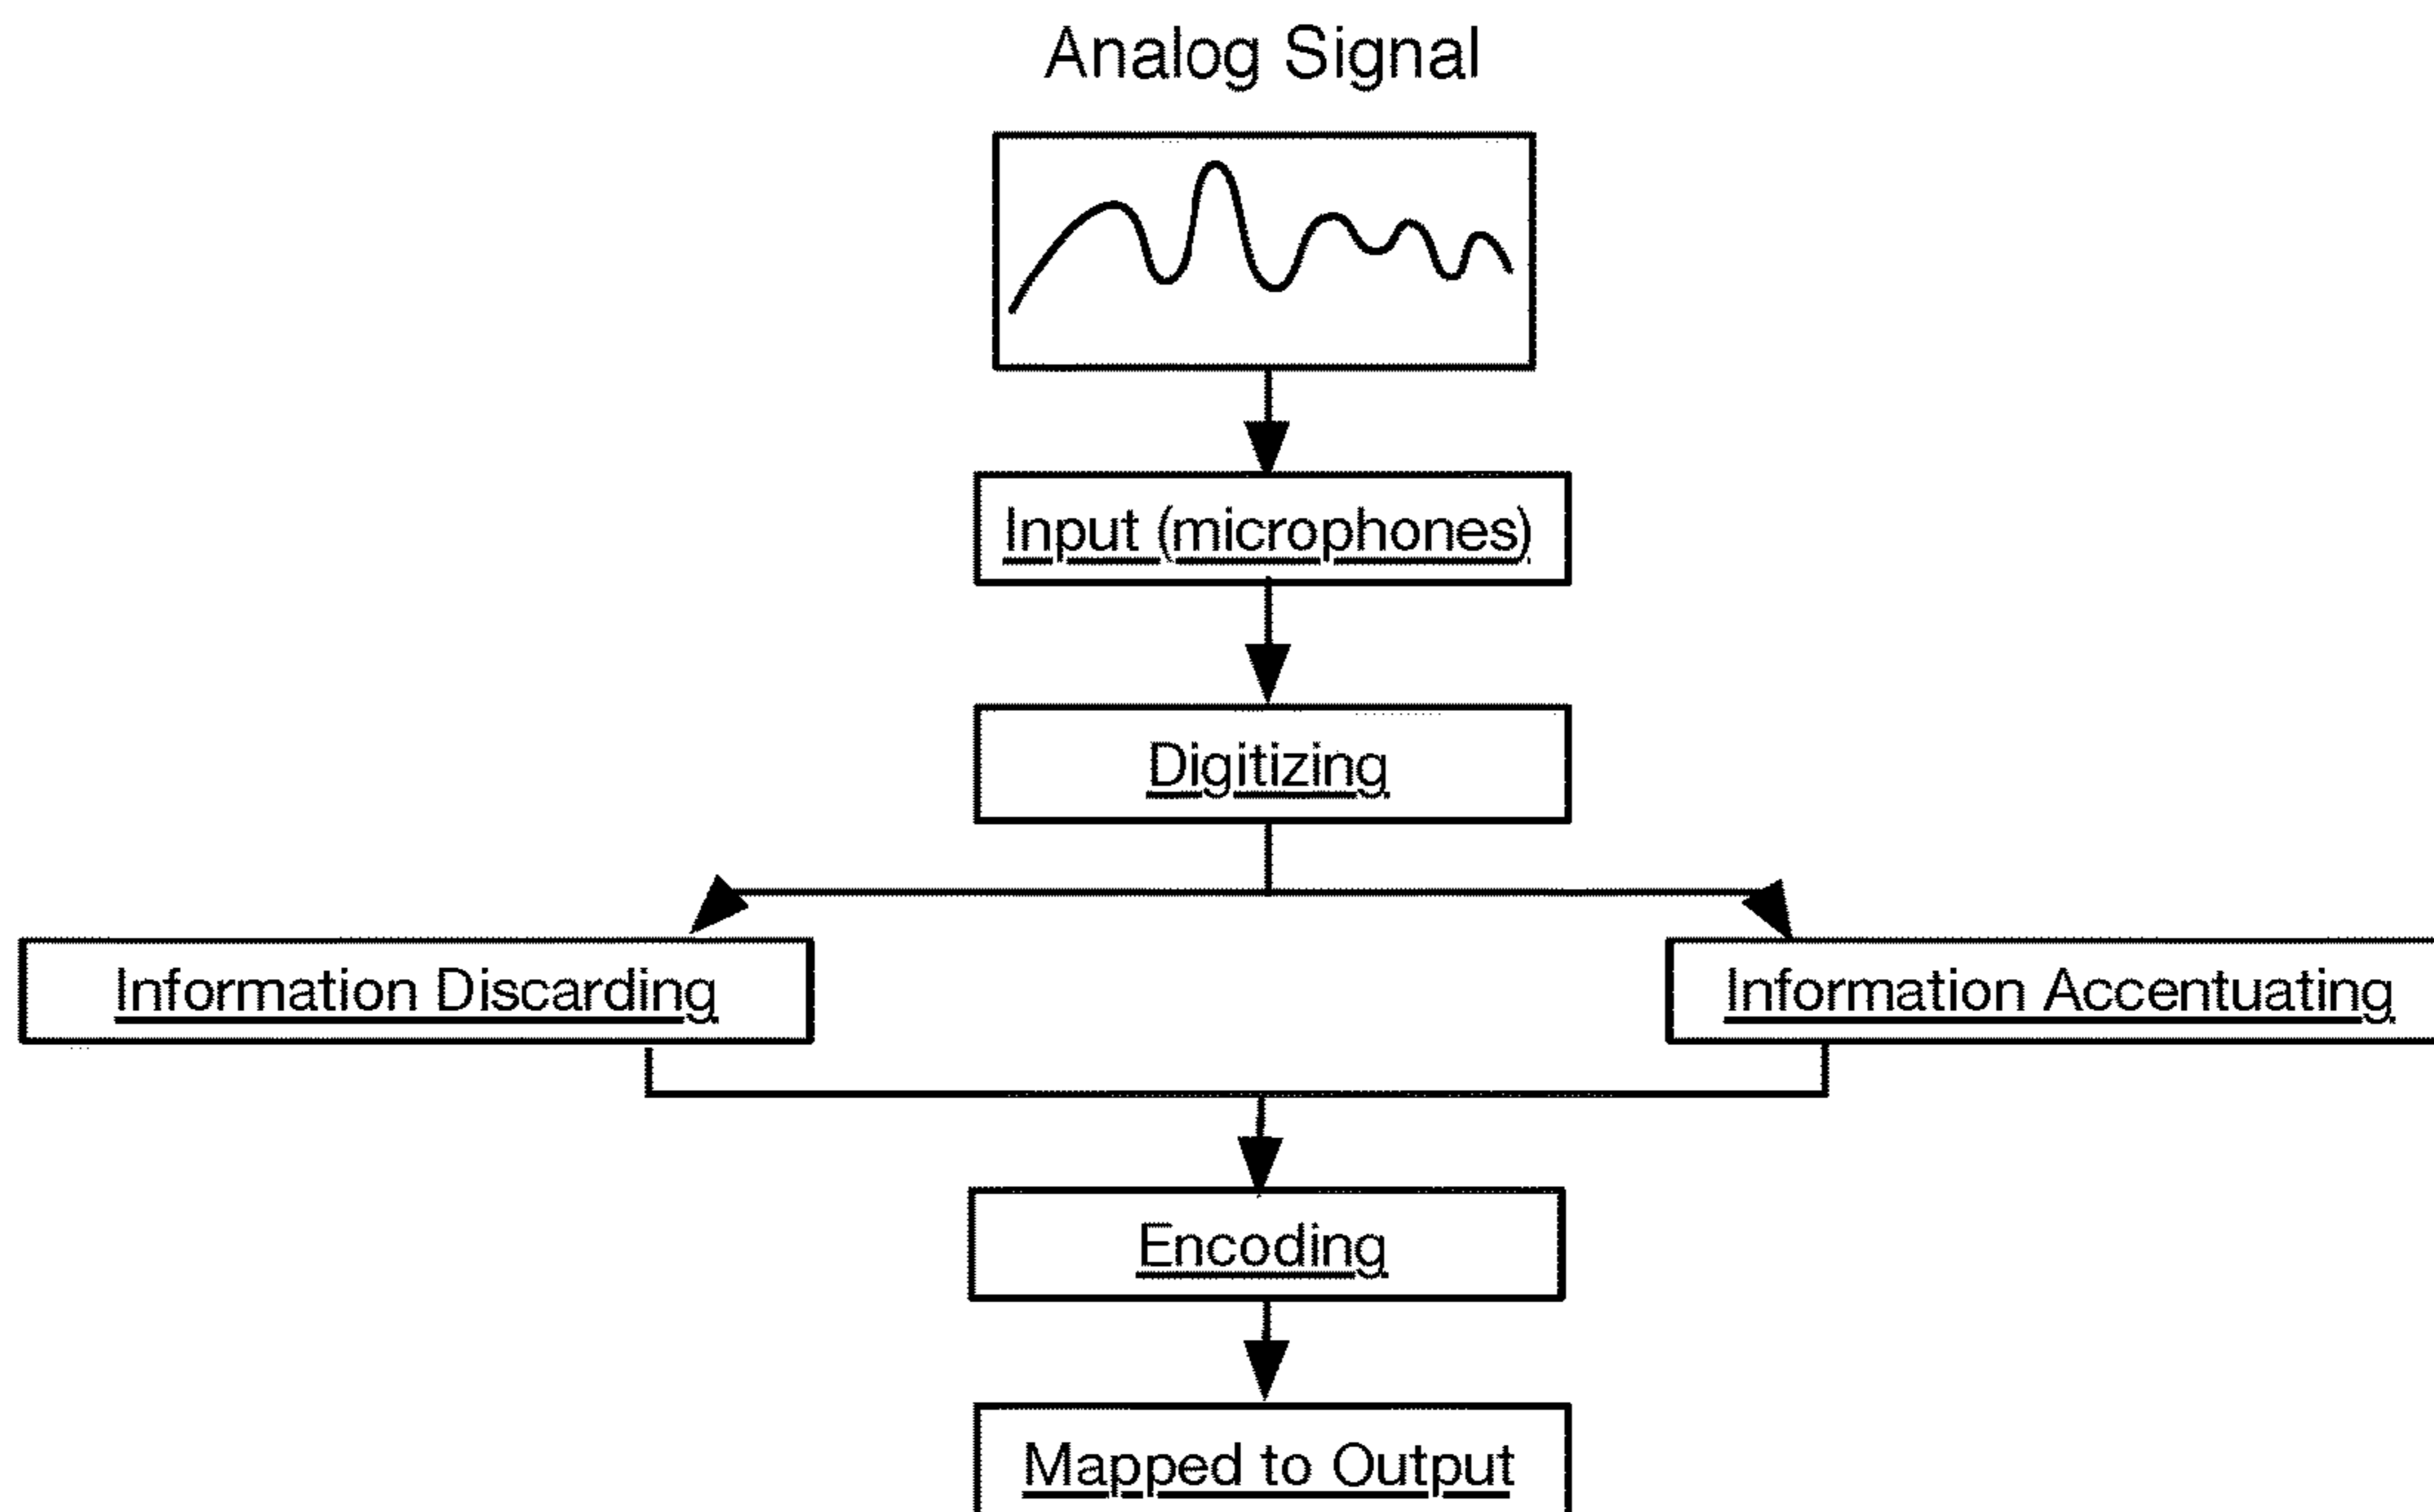 Analog Signal
Input (microphones)
Digitizing
Information Discarding
Information Accentuating
Encoding
Mapped to Output